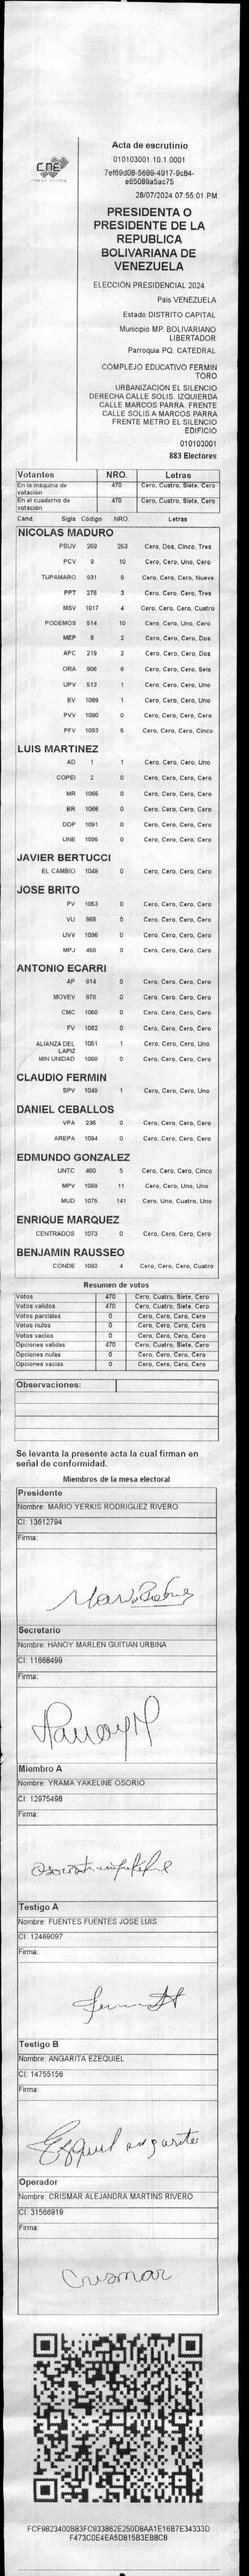 CNE
Acta de escrutinio
010103001.10.1.0001
7ef69d08-5699-4917-9c84-
e65089a5ac75
28/07/2024 07:55:01 PM
PRESIDENTA O
PRESIDENTE DE LA
REPUBLICA
BOLIVARIANA DE
VENEZUELA
ELECCIÓN PRESIDENCIAL 2024
Pais VENEZUELA
Estado DISTRITO CAPITAL
Municipio MP. BOLIVARIANO
LIBERTADOR
Parroquia PQ. CATEDRAL
COMPLEJO EDUCATIVO FERMIN
TORO
URBANIZACION EL SILENCIO
DERECHA CALLE SOLIS. IZQUIERDA
CALLE MARCOS PARRA. FRENTE
CALLE SOLIS A MARCOS PARRA
FRENTE METRO EL SILENCIO
EDIFICIO
010103001
883 Electores
Votantes NRO. Letras
En la máquina de votación 470 Cero, Cuatro, Siete, Cero
En el cuaderno de votación 470 Cero, Cuatro, Siete, Cero
Cand. Sigla Código NRO. Letras
NICOLAS MADURO
PSUV 269 253 Cero, Dos, Cinco, Tres
PCV 9 10 Cero, Cero, Uno, Cero
TUPAMARO 931 9 Cero, Cero, Cero, Nueve
PPT 276 3 Cero, Cero, Cero, Tres
MSV 1017 4 Cero, Cero, Cero, Cuatro
PODEMOS 514 10 Cero, Cero, Uno, Cero
MEP 6 2 Cero, Cero, Cero, Dos
APC 219 2 Cero, Cero, Cero, Dos
ORA 906 6 Cero, Cero, Cero, Seis
UPV 513 1 Cero, Cero, Cero, Uno
EV 1089 1 Cero, Cero, Cero, Uno
PVV 1090 0 Cero, Cero, Cero, Cero
PFV 1093 5 Cero, Cero, Cero, Cinco
LUIS MARTINEZ
AD 1 1 Cero, Cero, Cero, Uno
COPEI 2 0 Cero, Cero, Cero, Cero
MR 1065 0 Cero, Cero, Cero, Cero
BR 1066 0 Cero, Cero, Cero, Cero
DDP 1091 0 Cero, Cero, Cero, Cero
UNE 1095 0 Cero, Cero, Cero, Cero
JAVIER BERTUCCI
EL CAMBIO 1048 0 Cero, Cero, Cero, Cero
JOSE BRITO
PV 1053 0 Cero, Cero, Cero, Cero
VU 868 0 Cero, Cero, Cero, Cero
UVV 1096 0 Cero, Cero, Cero, Cero
MPJ 458 0 Cero, Cero, Cero, Cero
ANTONIO ECARRI
AP 914 0 Cero, Cero, Cero, Cero
MOVEV 878 0 Cero, Cero, Cero, Cero
CMC 1060 0 Cero, Cero, Cero, Cero
FV 1062 0 Cero, Cero, Cero, Cero
ALIANZA DEL LAPIZ 1051 1 Cero, Cero, Cero, Uno
MIN UNIDAD 1068 0 Cero, Cero, Cero, Cero
CLAUDIO FERMIN
SPV 1049 1 Cero, Cero, Cero, Uno
DANIEL CEBALLOS
VPA 236 0 Cero, Cero, Cero, Cero
AREPA 1094 0 Cero, Cero, Cero, Cero
EDMUNDO GONZALEZ
UNTC 460 5 Cero, Cero, Cero, Cinco
MPV 1069 11 Cero, Cero, Uno, Uno
MUD 1075 141 Cero, Uno, Cuatro, Uno
ENRIQUE MARQUEZ
CENTRADOS 1073 0 Cero, Cero, Cero, Cero
BENJAMIN RAUSSEO
CONDE 1092 4 Cero, Cero, Cero, Cuatro
Resumen de votos
Votos 470 Cero, Cuatro, Siete, Cero
Votos validos 470 Cero, Cuatro, Siete, Cero
Votos parciales 0 Cero, Cero, Cero, Cero
Votos nulos 0 Cero, Cero, Cero, Cero
Votos vacios 0 Cero, Cero, Cero, Cero
Opciones validas 470 Cero, Cuatro, Siete, Cero
Opciones nulas 0 Cero, Cero, Cero, Cero
Opciones vacias 0 Cero, Cero, Cero, Cero
Observaciones:
Se levanta la presente acta la cual firman en
señal de conformidad.
Miembros de la mesa electoral
Presidente
Nombre: MARIO YERKIS RODRIGUEZ RIVERO
CI: 13612794
Firma:
Secretario
Nombre: HANOY MARLEN GUITIAN URBINA
CI: 11668499
Firma:
Miembro A
Nombre: YRAMA YAKELINE OSORIO
CI: 12975498
Firma:
Testigo A
Nombre: FUENTES FUENTES JOSE LUIS
CI: 12469097
Firma:
Testigo B
Nombre: ANGARITA EZEQUIEL
CI: 14755156
Firma:
Ezequiel angarita
Operador
Nombre: CRISMAR ALEJANDRA MARTINS RIVERO
CI: 31566919
Firma:
Crismar
FCF9823400B83FC933862E250D8AA1E16B7E34333D
F473C0E4EA5D815B3EB8C8